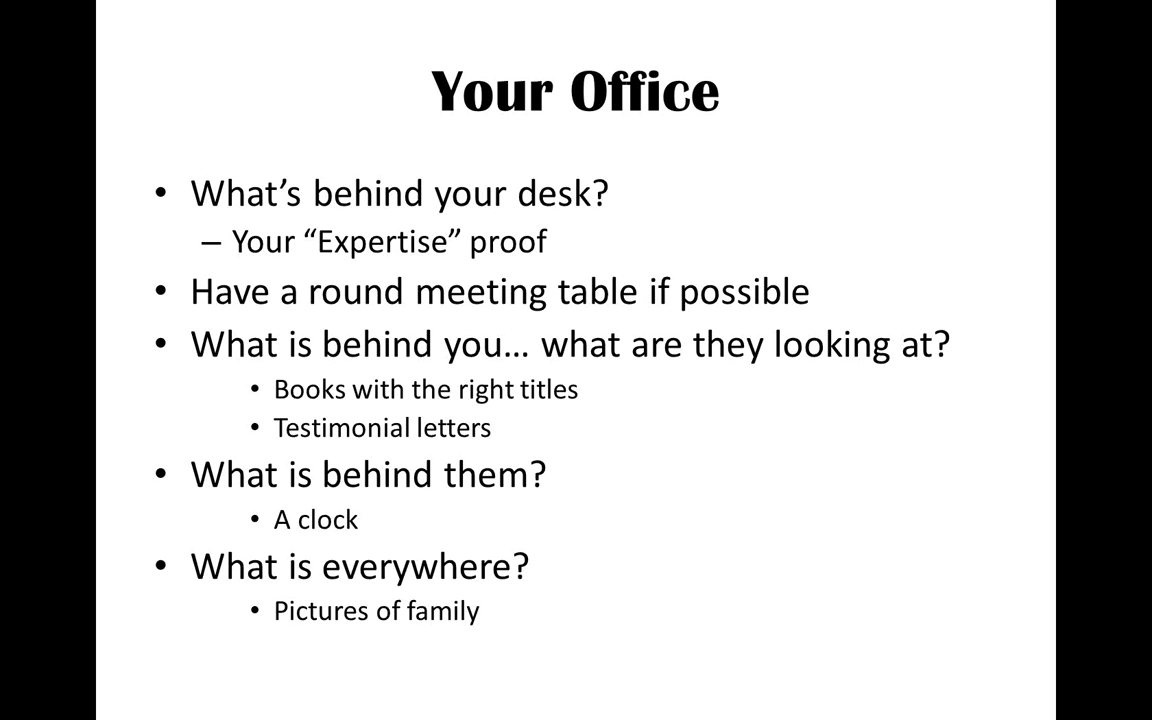 Your Office
• What’s behind your desk?
– Your “Expertise” proof
• Have a round meeting table if possible
• What is behind you… what are they looking at?
• Books with the right titles
• Testimonial letters
• What is behind them?
• A clock
• What is everywhere?
• Pictures of family